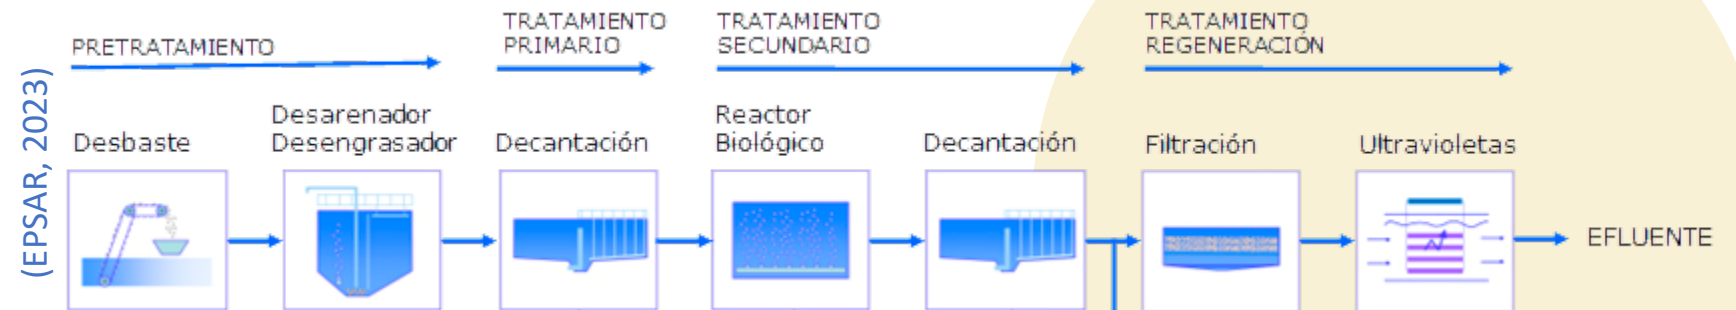 (EPSAR, 2023)
PRETRATAMIENTO
TRATAMIENTO
PRIMARIO
TRATAMIENTO
SECUNDARIO
TRATAMIENTO
REGENERACIÓN
Desbaste
Desarenador
Desengrasador
Decantación
Reactor
Biológico
Decantación
Filtración
Ultravioletas
EFLUENTE